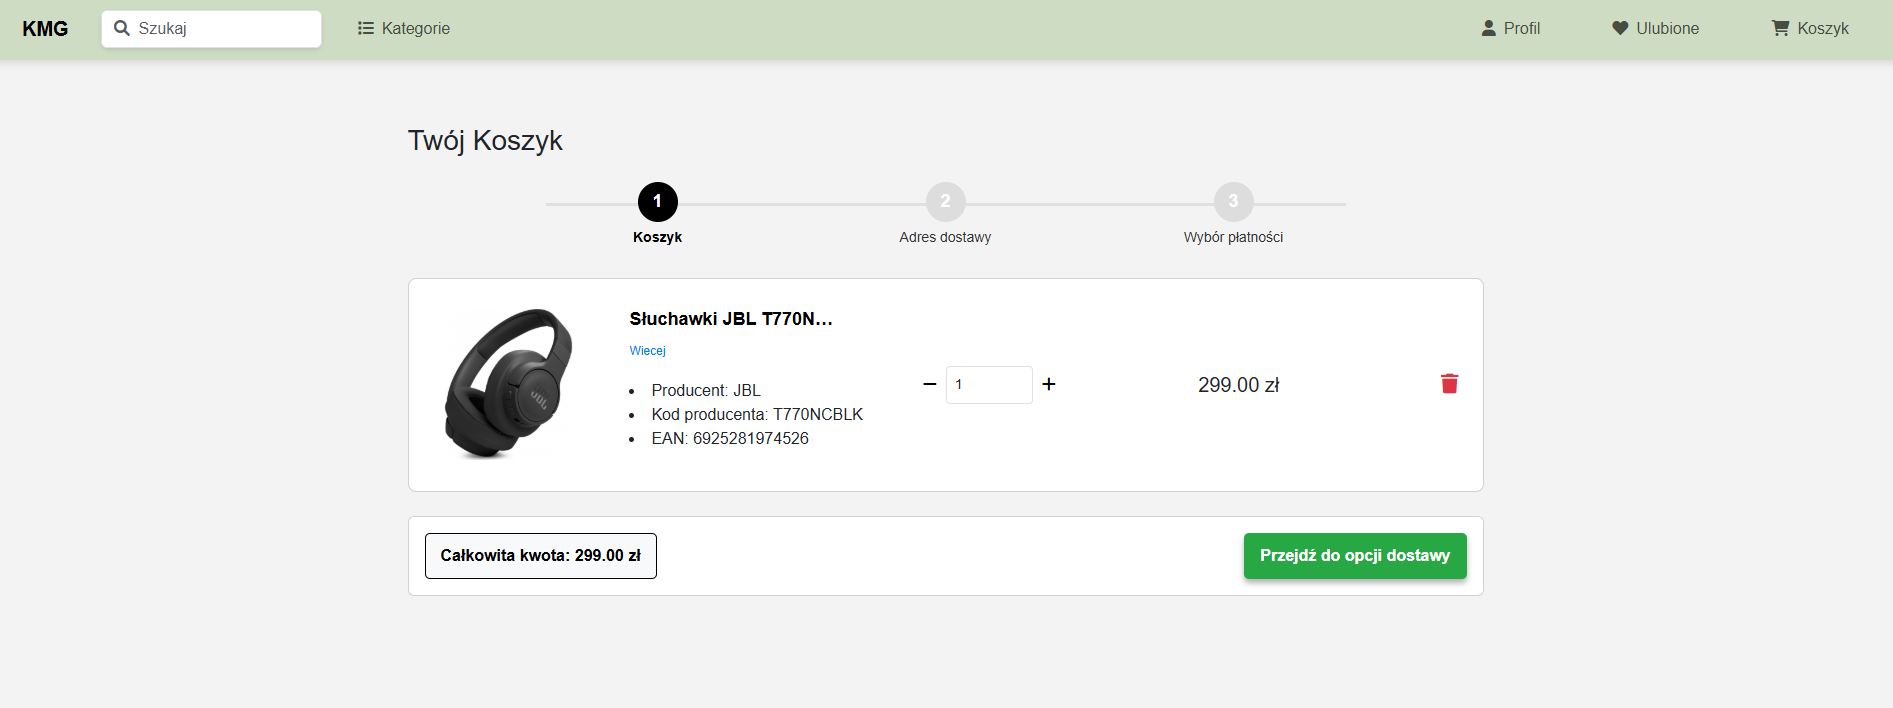 KMG
Szukaj
Kategorie
Profil
Ulubione
Koszyk
Twój Koszyk
1
2
3
Koszyk
Adres dostawy
Wybór płatności
JBL
Słuchawki JBL T770N...
Wiecej
Producent: JBL
Kod producenta: T770NCBLK
EAN: 6925281974526
1
299.00 zł
Całkowita kwota: 299.00 zł
Przejdź do opcji dostawy